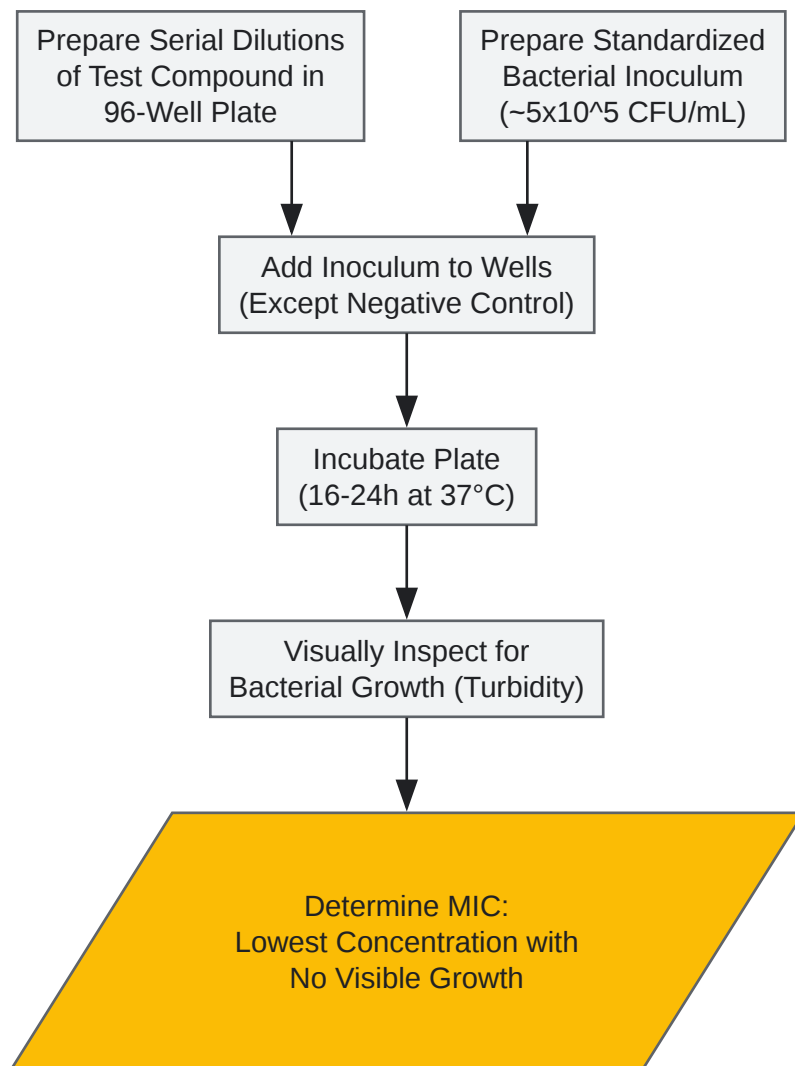 Prepare Serial Dilutions
of Test Compound in
96-Well Plate
Prepare Standardized
Bacterial Inoculum
(~5x10^5 CFU/mL)
Add Inoculum to Wells
(Except Negative Control)
Incubate Plate
(16-24h at 37°C)
Visually Inspect for
Bacterial Growth (Turbidity)
Determine MIC:
Lowest Concentration with
No Visible Growth